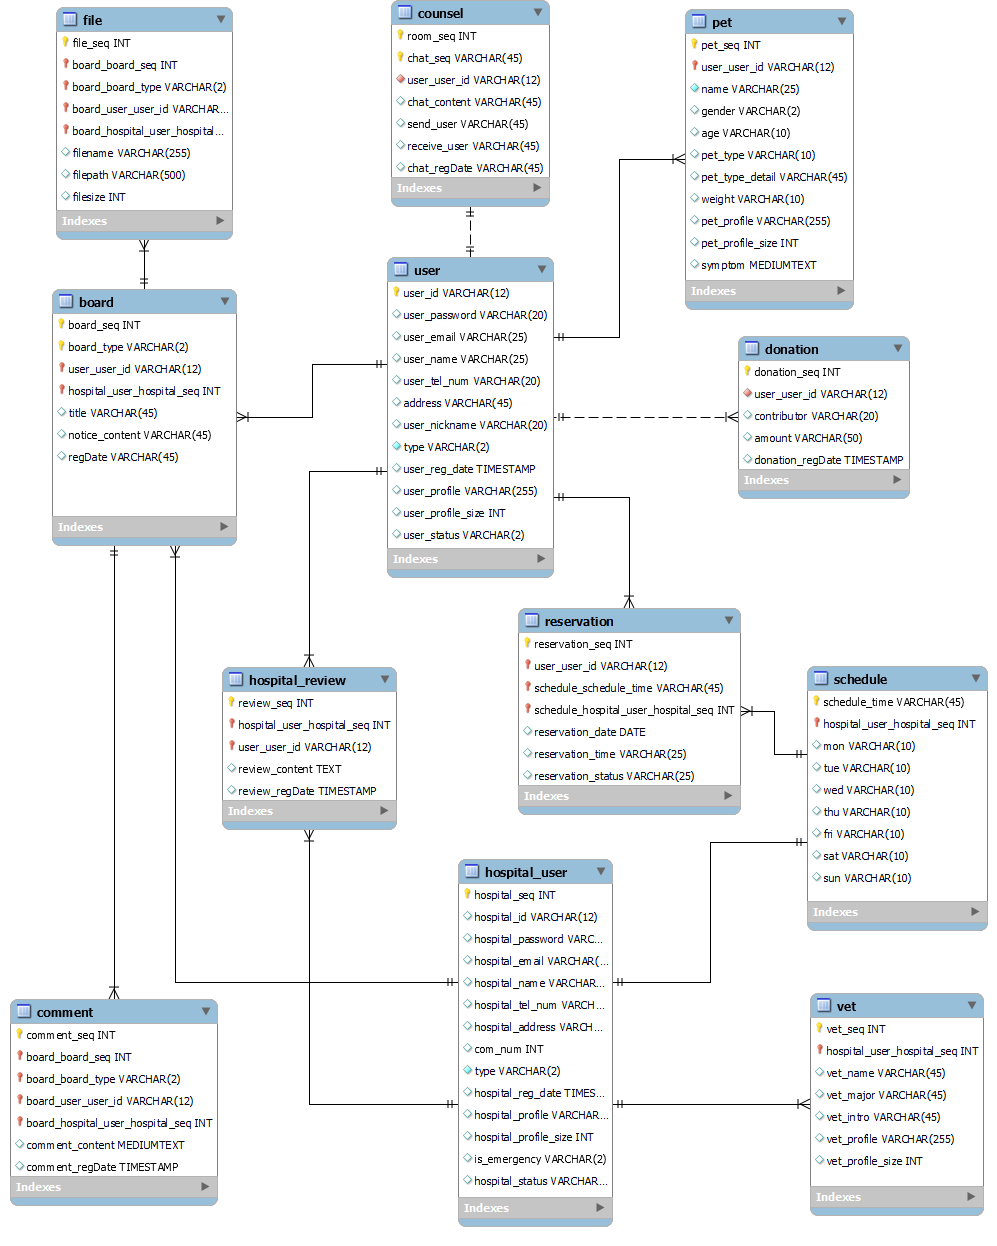 file
file_seq INT
board_board_seq INT
board_board_type VARCHAR(2)
board_user_user_id VARCHAR...
board_hospital_user_hospital...
filename VARCHAR(255)
filepath VARCHAR(500)
filesize INT
Indexes
counsel
room_seq INT
chat_seq VARCHAR(45)
user_user_id VARCHAR(12)
chat_content VARCHAR(45)
send_user VARCHAR(45)
receive_user VARCHAR(45)
chat_regDate VARCHAR(45)
Indexes
pet
pet_seq INT
user_user_id VARCHAR(12)
name VARCHAR(25)
gender VARCHAR(2)
age VARCHAR(10)
pet_type VARCHAR(10)
pet_type_detail VARCHAR(45)
weight VARCHAR(10)
pet_profile VARCHAR(255)
pet_profile_size INT
symptom MEDIUMTEXT
Indexes
board
board_seq INT
board_type VARCHAR(2)
user_user_id VARCHAR(12)
hospital_user_hospital_seq INT
title VARCHAR(45)
notice_content VARCHAR(45)
regDate VARCHAR(45)
Indexes
user
user_id VARCHAR(12)
user_password VARCHAR(20)
user_email VARCHAR(25)
user_name VARCHAR(25)
user_tel_num VARCHAR(20)
address VARCHAR(45)
user_nickname VARCHAR(20)
type VARCHAR(2)
user_reg_date TIMESTAMP
user_profile VARCHAR(255)
user_profile_size INT
user_status VARCHAR(2)
Indexes
donation
donation_seq INT
user_user_id VARCHAR(12)
contributor VARCHAR(20)
amount VARCHAR(50)
donation_regDate TIMESTAMP
Indexes
hospital_review
review_seq INT
hospital_user_hospital_seq INT
user_user_id VARCHAR(12)
review_content TEXT
review_regDate TIMESTAMP
Indexes
reservation
reservation_seq INT
user_user_id VARCHAR(12)
schedule_schedule_time VARCHAR(45)
schedule_hospital_user_hospital_seq INT
reservation_date DATE
reservation_time VARCHAR(25)
reservation_status VARCHAR(25)
Indexes
schedule
schedule_time VARCHAR(45)
hospital_user_hospital_seq INT
mon VARCHAR(10)
tue VARCHAR(10)
wed VARCHAR(10)
thu VARCHAR(10)
fri VARCHAR(10)
sat VARCHAR(10)
sun VARCHAR(10)
Indexes
comment
comment_seq INT
board_board_seq INT
board_board_type VARCHAR(2)
board_user_user_id VARCHAR(12)
board_hospital_user_hospital_seq INT
comment_content MEDIUMTEXT
comment_regDate TIMESTAMP
Indexes
hospital_user
hospital_seq INT
hospital_id VARCHAR(12)
hospital_password VARC...
hospital_email VARCHAR(...
hospital_name VARCHAR...
hospital_tel_num VARCH...
hospital_address VARCH...
com_num INT
type VARCHAR(2)
hospital_reg_date TIMES...
hospital_profile VARCHAR...
hospital_profile_size INT
is_emergency VARCHAR(2)
hospital_status VARCHAR...
Indexes
vet
vet_seq INT
hospital_user_hospital_seq INT
vet_name VARCHAR(45)
vet_major VARCHAR(45)
vet_intro VARCHAR(45)
vet_profile VARCHAR(255)
vet_profile_size INT
Indexes